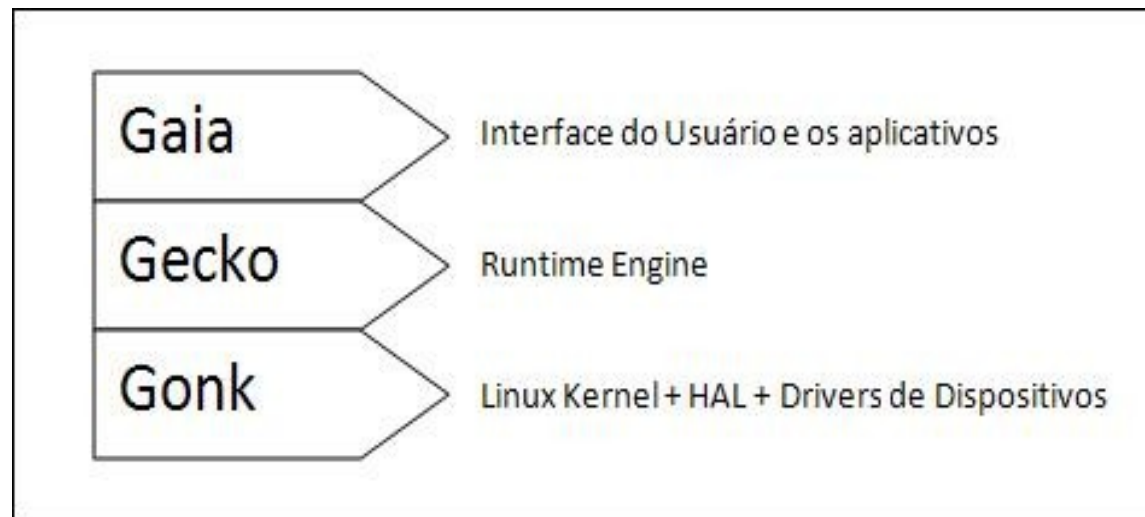 Gaia
Interface do Usuário e os aplicativos
Gecko
Runtime Engine
Gonk
Linux Kernel + HAL + Drivers de Dispositivos